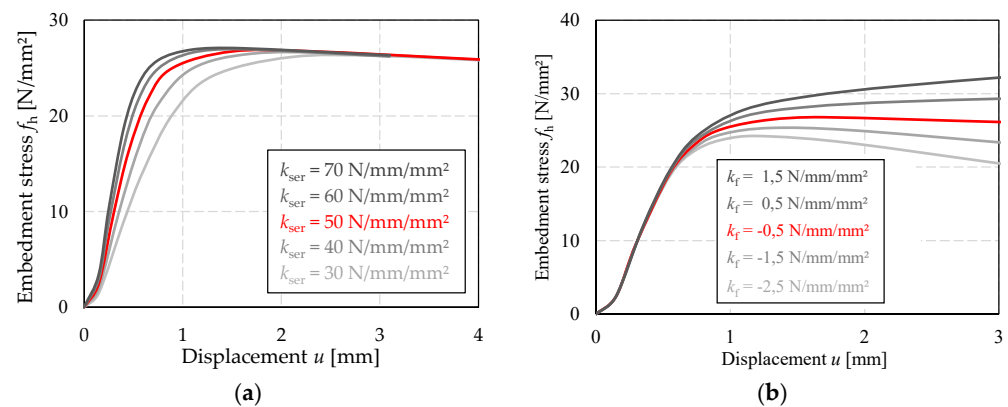 30
20
10
0
0
1
2
3
4
Embedment stress fh [N/mm²]
Displacement u [mm]
kser = 70 N/mm/mm²
kser = 60 N/mm/mm²
kser = 50 N/mm/mm²
kser = 40 N/mm/mm²
kser = 30 N/mm/mm²
(a)
40
30
20
10
0
0
1
2
3
Embedment stress fh [N/mm²]
Displacement u [mm]
kf = 1,5 N/mm/mm²
kf = 0,5 N/mm/mm²
kf = -0,5 N/mm/mm²
kf = -1,5 N/mm/mm²
kf = -2,5 N/mm/mm²
(b)